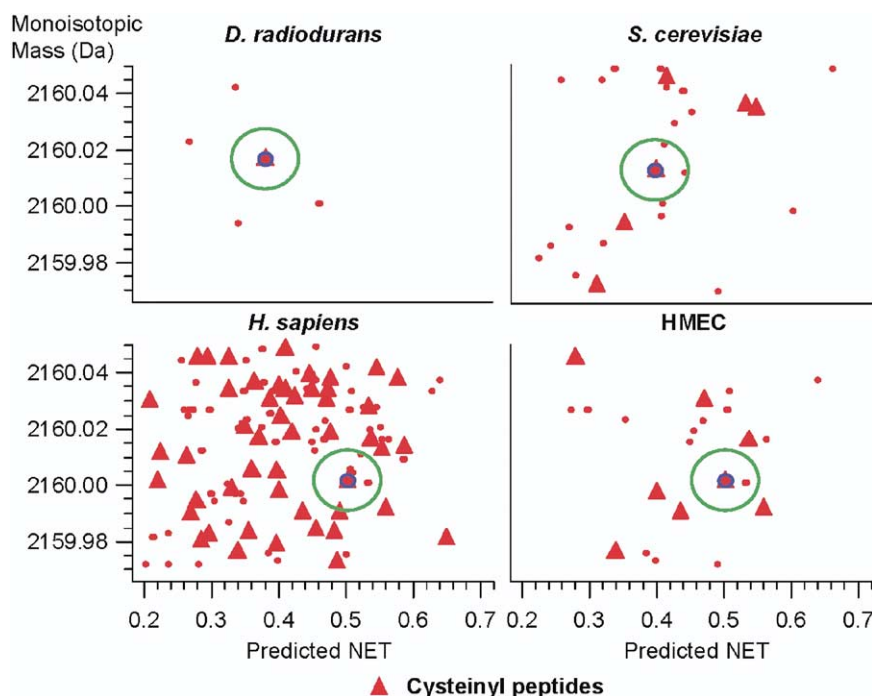 Monoisotopic
Mass (Da)
D. radiodurans
S. cerevisiae
2160.04
2160.02
2160.00
2159.98
H. sapiens
HMEC
2160.04
2160.02
2160.00
2159.98
0.2 0.3 0.4 0.5 0.6 0.7
0.2 0.3 0.4 0.5 0.6 0.7
Predicted NET
Predicted NET
Cysteinyl peptides